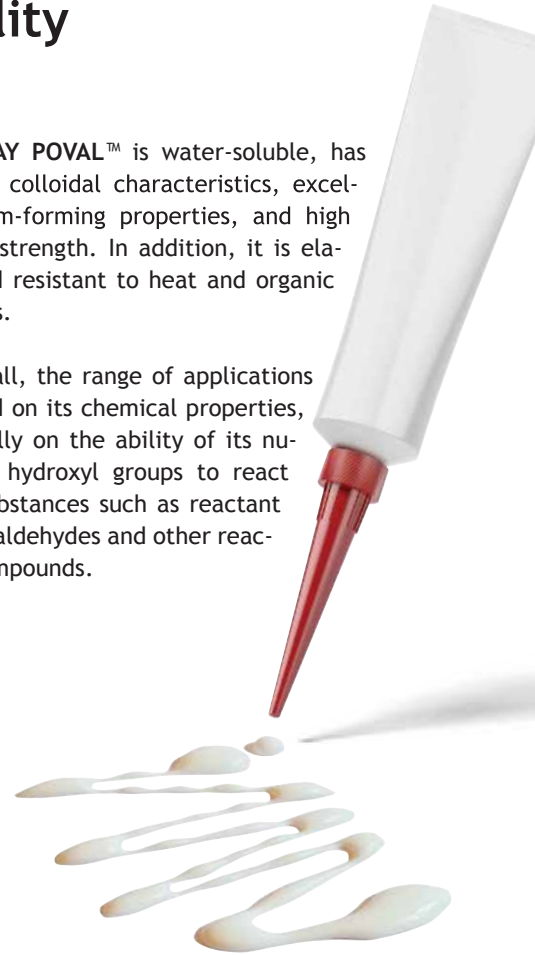 lity
AY POVAL™ is water-soluble, has
colloidal characteristics, excel-
m-forming properties, and high
strength. In addition, it is ela-
d resistant to heat and organic
s.
all, the range of applications
d on its chemical properties,
lly on the ability of its nu-
hydroxyl groups to react
bstances such as reactant
aldehydes and other reac-
mpounds.